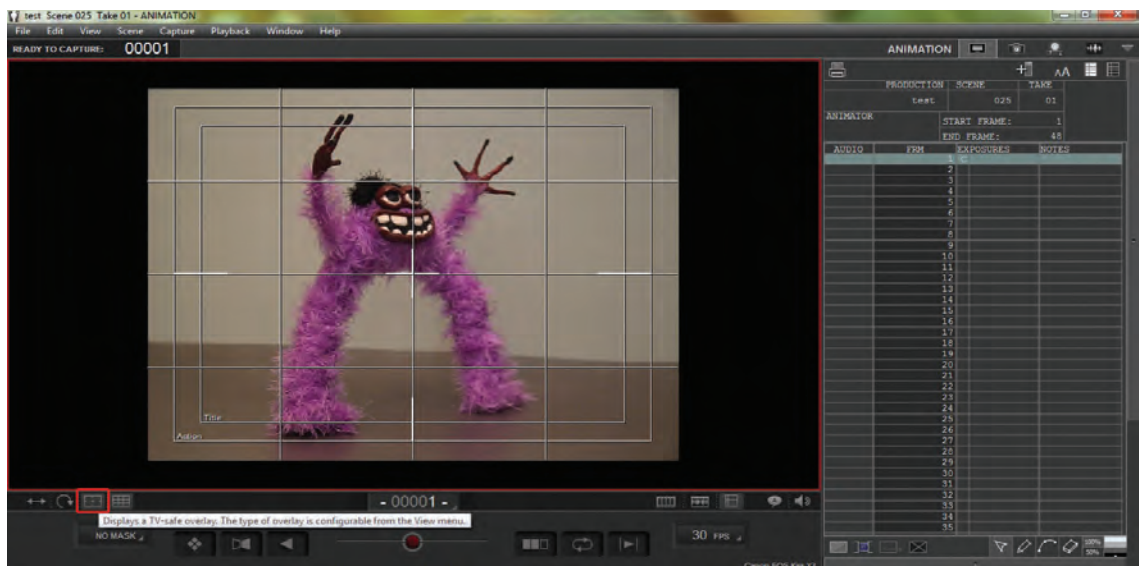 test Scene 025 Take 01 - ANIMATION
File Edit View Scene Capture Playback Window Help
READY TO CAPTURE: 00001
ANIMATION
AA
PRODUCTION SCENE TAKE
test 025 01
ANIMATOR
START FRAME: 1
END FRAME: 48
AUDIO FRM EXPOSURES NOTES
1 C
2
3
4
5
6
7
8
9
10
11
12
13
14
15
16
17
18
19
20
21
22
23
24
25
26
27
28
29
30
31
32
33
34
35
Title
Action
- 00001 -
Displays a TV-safe overlay. The type of overlay is configurable from the View menu.
NO MASK
30 FPS
100%
50%